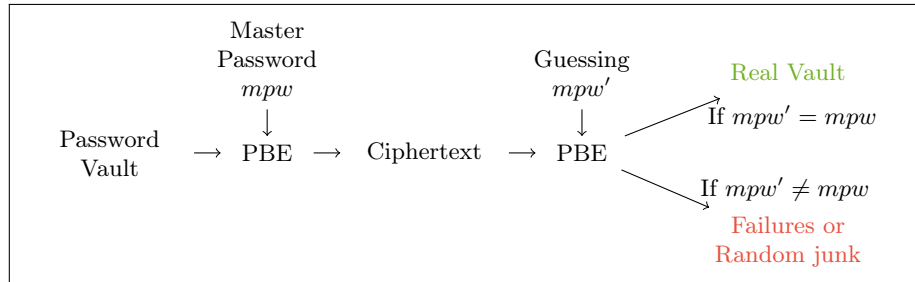 Master
Password
mpw
Guessing
mpw′
Real Vault
If mpw′ = mpw
Password
Vault
PBE
Ciphertext
PBE
If mpw′ ≠ mpw
Failures or
Random junk